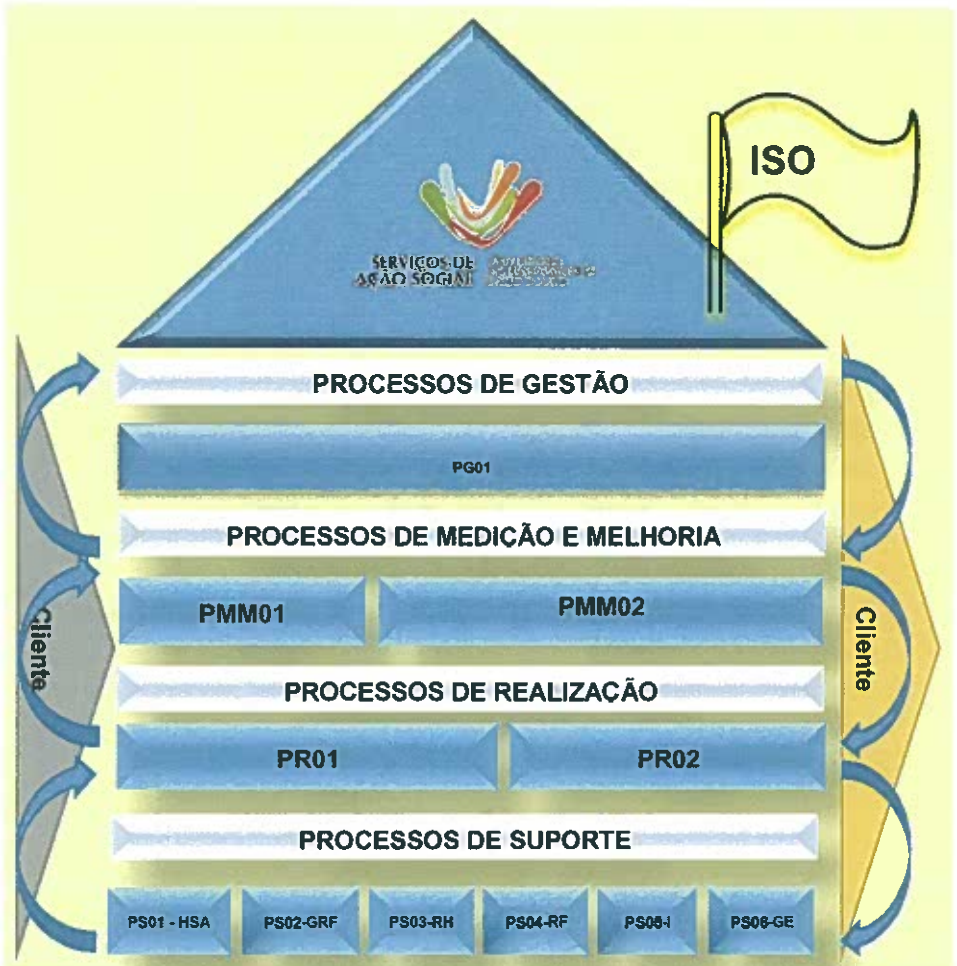 ISO
SERVIÇOS DE
AÇÃO SOCIAL
PROCESSOS DE GESTÃO
PG01
PROCESSOS DE MEDIÇÃO E MELHORIA
PMM01
PMM02
Cliente
Cliente
PROCESSOS DE REALIZAÇÃO
PR01
PR02
PROCESSOS DE SUPORTE
PS01 - HSA
PS02-GRF
PS03-RH
PS04-RF
PS05-I
PS06-GE